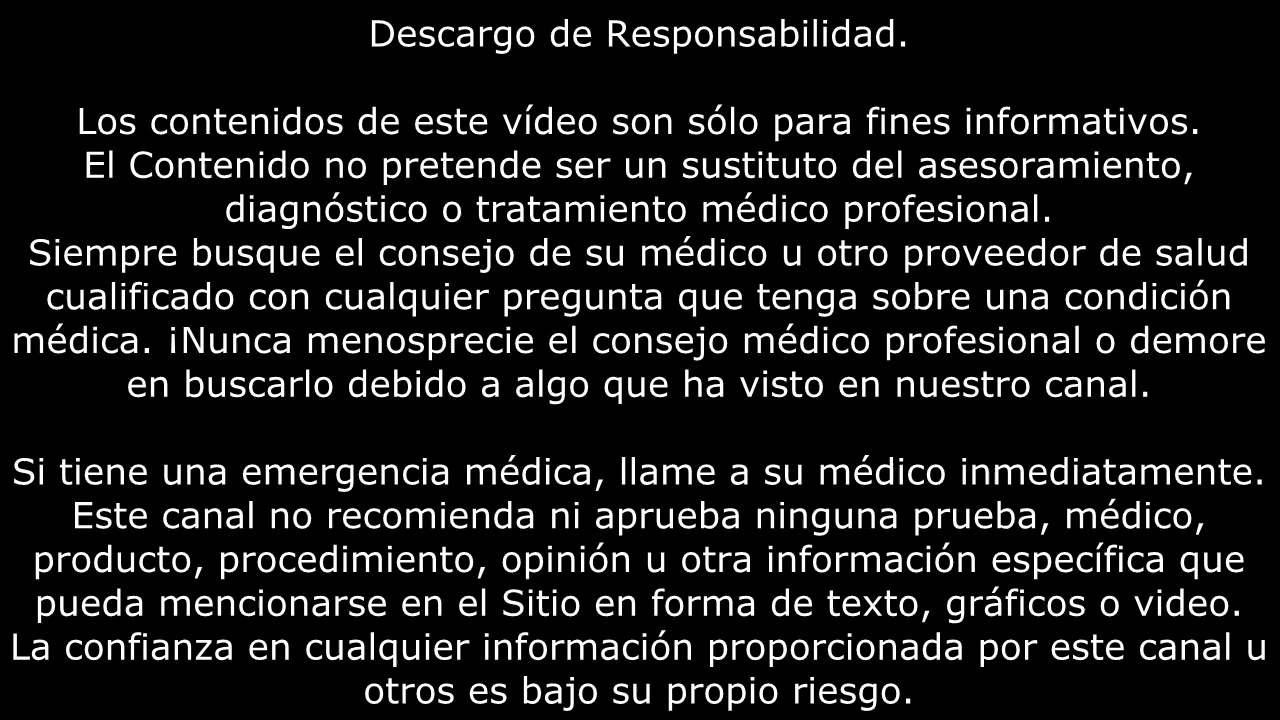 Descargo de Responsabilidad.
Los contenidos de este vídeo son sólo para fines informativos.
El Contenido no pretende ser un sustituto del asesoramiento,
diagnóstico o tratamiento médico profesional.
Siempre busque el consejo de su médico u otro proveedor de salud
cualificado con cualquier pregunta que tenga sobre una condición
médica. ¡Nunca menosprecie el consejo médico profesional o demore
en buscarlo debido a algo que ha visto en nuestro canal.
Si tiene una emergencia médica, llame a su médico inmediatamente.
Este canal no recomienda ni aprueba ninguna prueba, médico,
producto, procedimiento, opinión u otra información específica que
pueda mencionarse en el Sitio en forma de texto, gráficos o video.
La confianza en cualquier información proporcionada por este canal u
otros es bajo su propio riesgo.